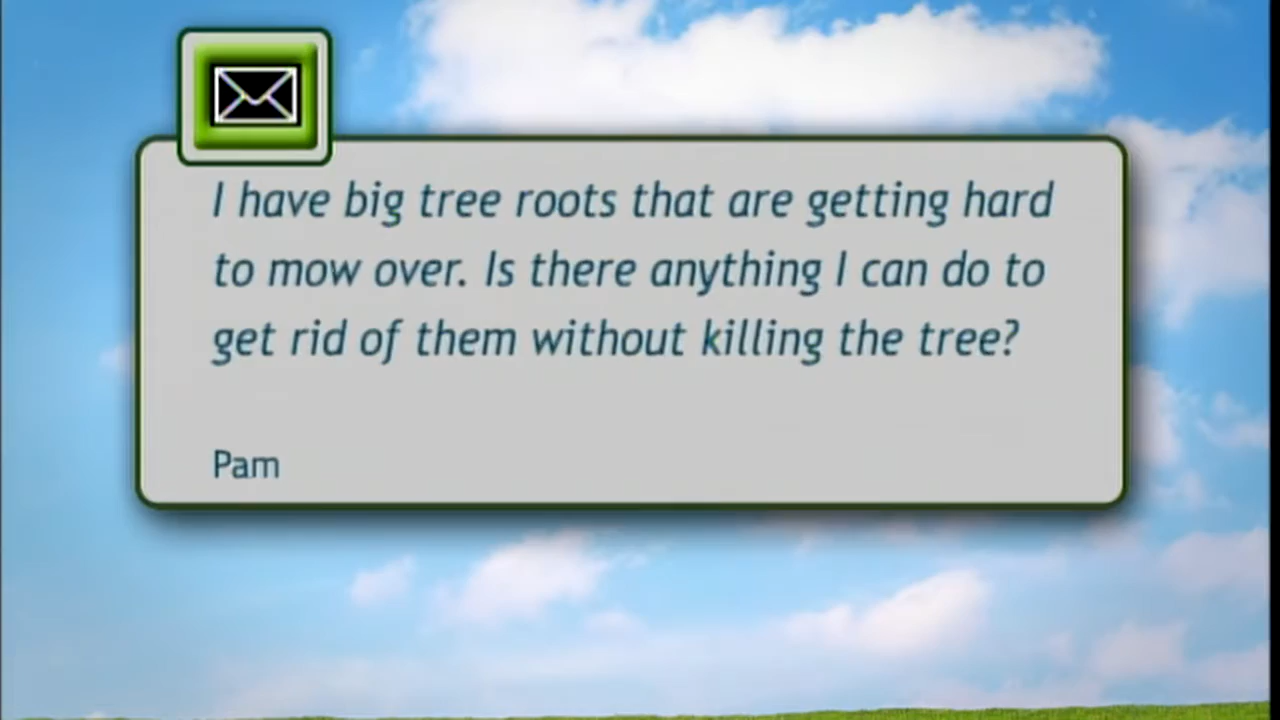 I have big tree roots that are getting hard
to mow over. Is there anything I can do to
get rid of them without killing the tree?
Pam